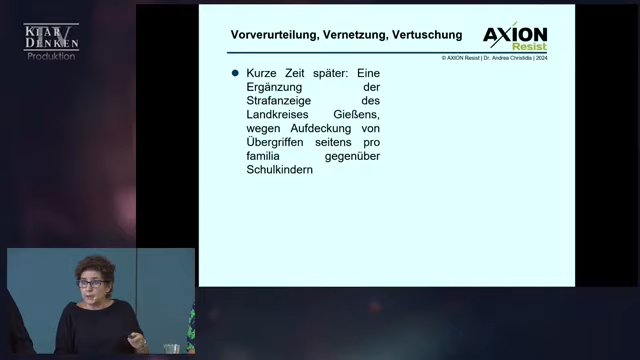 KLAR
TV
DENKEN
Produktion
Vorverurteilung, Vernetzung, Vertuschung
AXION
Resist
© AXION Resist | Dr. Andrea Christidis | 2024
Kurze Zeit später: Eine
Ergänzung der
Strafanzeige des
Landkreises Gießens,
wegen Aufdeckung von
Übergriffen seitens pro
familia gegenüber
Schulkindern